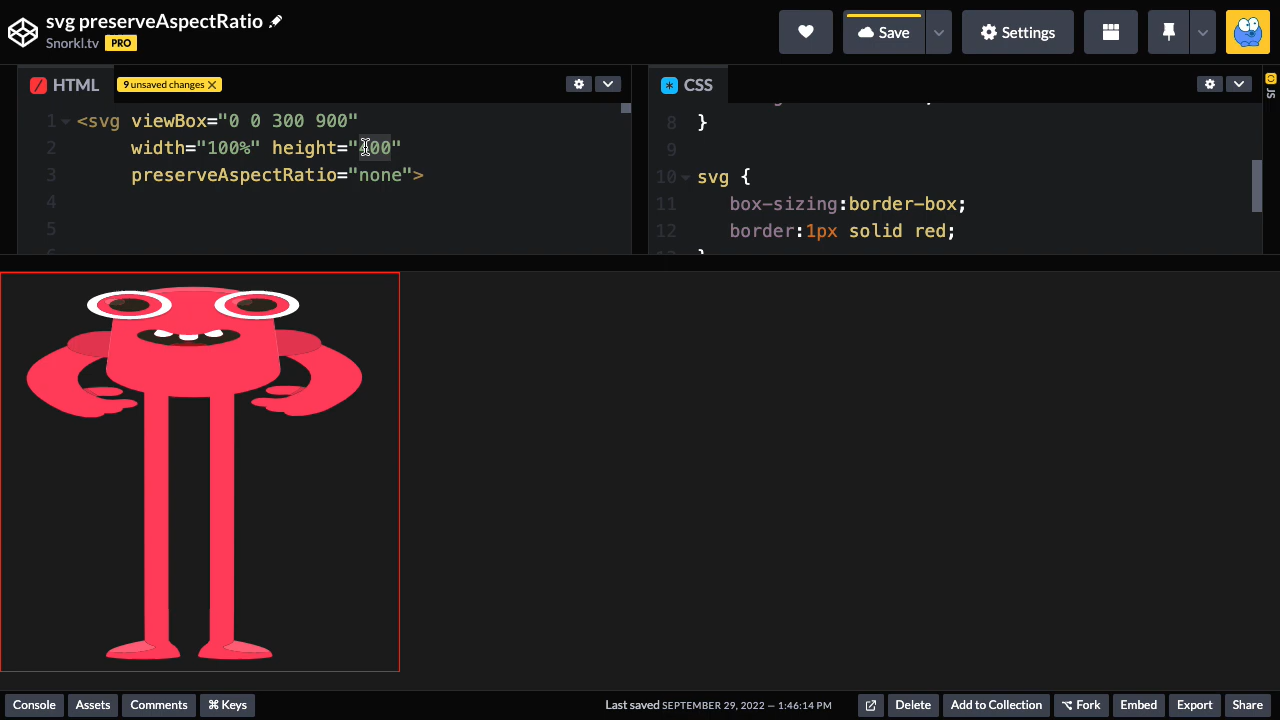 svg preserveAspectRatio
Snorkl.tv PRO
Save
Settings
HTML
9 unsaved changes
CSS
JS
1 <svg viewBox="0 0 300 900"
2 width="100%" height="400"
3 preserveAspectRatio="none">
4
5
8 }
9
10 svg {
11 box-sizing:border-box;
12 border:1px solid red;
Console
Assets
Comments
⌘ Keys
Last saved SEPTEMBER 29, 2022 — 1:46:14 PM
Delete
Add to Collection
⌥ Fork
Embed
Export
Share